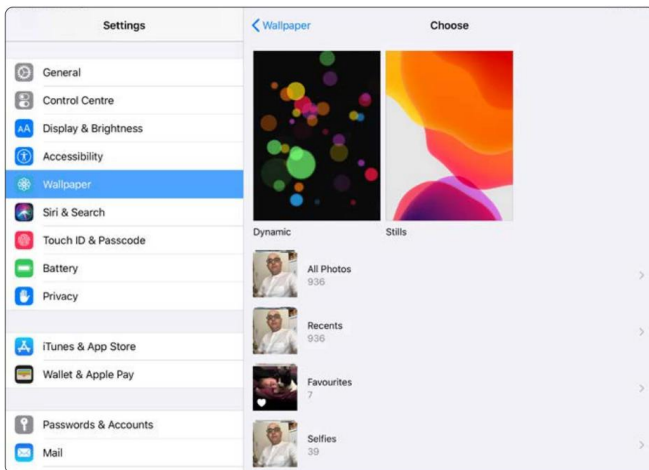 Settings
General
Control Centre
AA Display & Brightness
Accessibility
Wallpaper
Siri & Search
Touch ID & Passcode
Battery
Privacy
iTunes & App Store
Wallet & Apple Pay
Passwords & Accounts
Mail
Wallpaper
Choose
Dynamic
Stills
All Photos
936
Recents
936
Favourites
7
Selfies
39